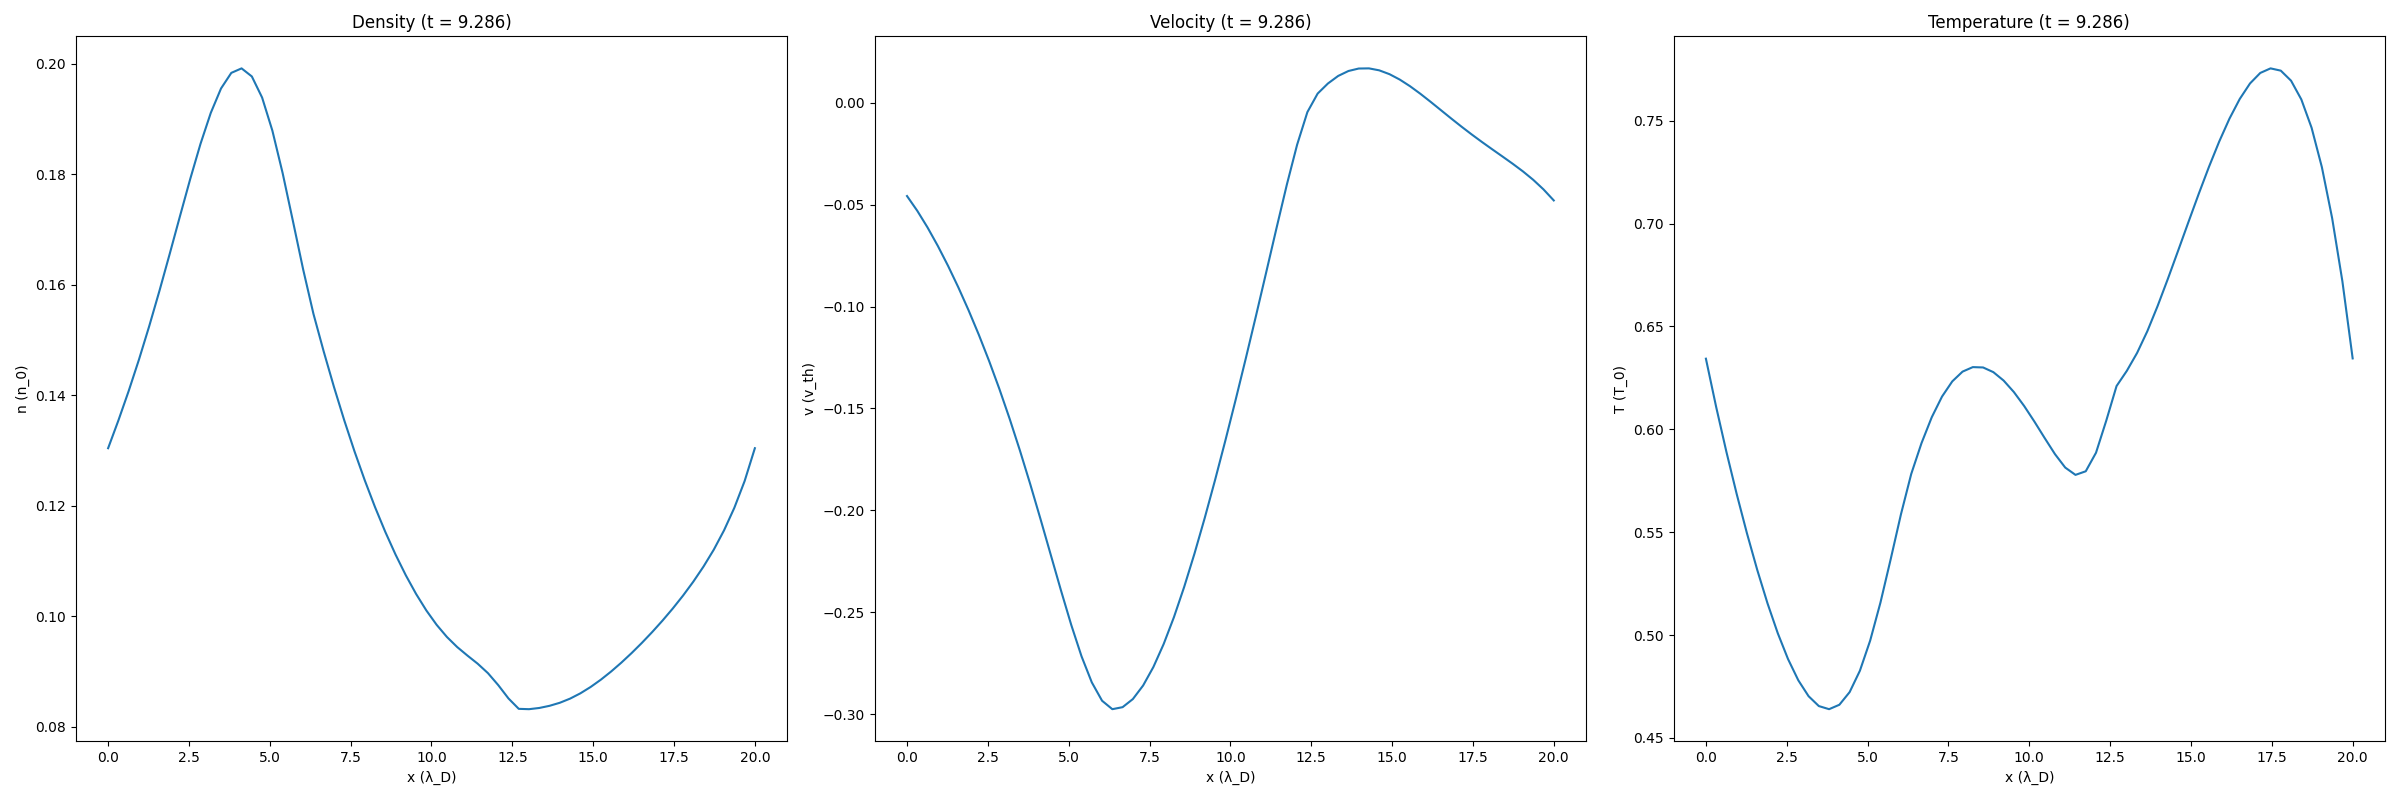 Density (t = 9.286)
n (n_0)
0.20
0.18
0.16
0.14
0.12
0.10
0.08
0.0 2.5 5.0 7.5 10.0 12.5 15.0 17.5 20.0
x (λ_D)
Velocity (t = 9.286)
v (v_th)
0.00
−0.05
−0.10
−0.15
−0.20
−0.25
−0.30
0.0 2.5 5.0 7.5 10.0 12.5 15.0 17.5 20.0
x (λ_D)
Temperature (t = 9.286)
T (T_0)
0.75
0.70
0.65
0.60
0.55
0.50
0.45
0.0 2.5 5.0 7.5 10.0 12.5 15.0 17.5 20.0
x (λ_D)